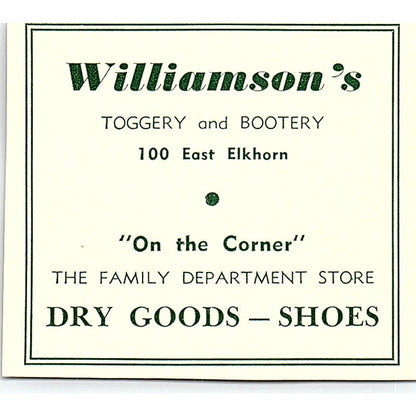 Williamson's
TOGGERY and BOOTERY
100 East Elkhorn
"On the Corner"
THE FAMILY DEPARTMENT STORE
DRY GOODS — SHOES